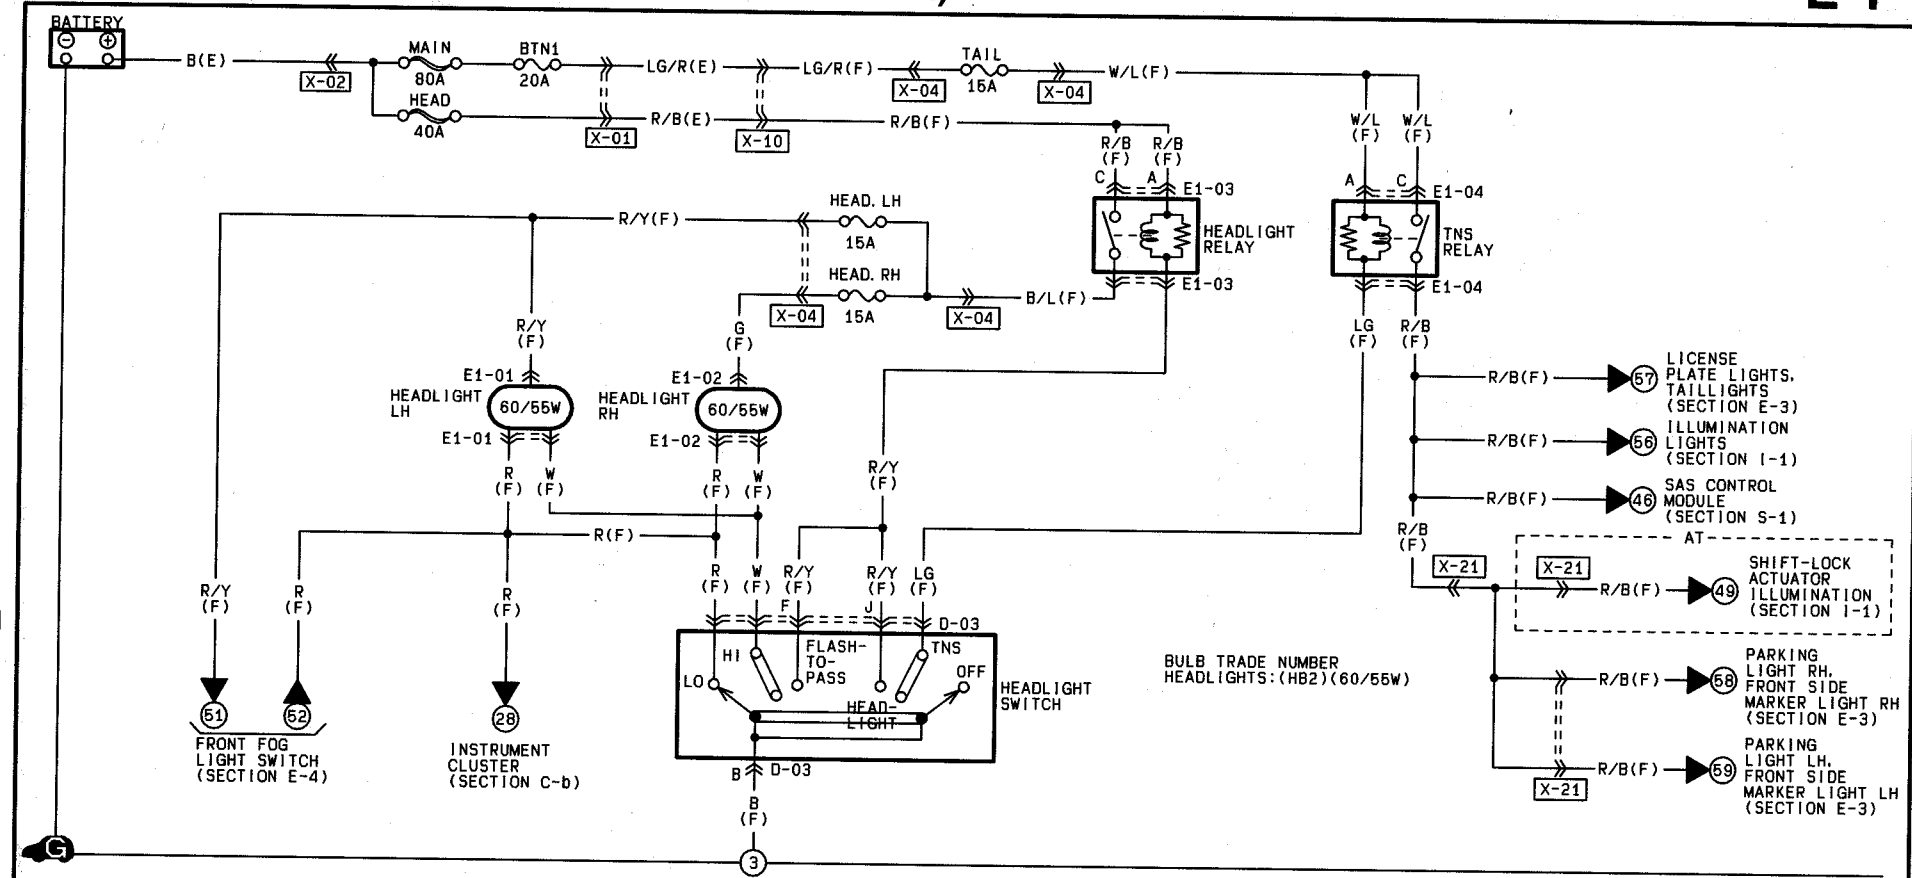 BATTERY
B(E)
X-02
MAIN
80A
BTN1
20A
HEAD
40A
LG/R(E)
R/B(E)
X-01
X-10
LG/R(F)
R/B(F)
X-04
TAIL
15A
X-04
W/L(F)
R/B
(F)
R/B
(F)
C
A
E1-03
HEADLIGHT
RELAY
E1-03
W/L
(F)
W/L
(F)
A
C
E1-04
TNS
RELAY
E1-04
R/Y(F)
HEAD. LH
15A
HEAD. RH
15A
X-04
X-04
B/L(F)
R/Y
(F)
G
(F)
LG
(F)
R/B
(F)
E1-01
HEADLIGHT
LH
60/55W
E1-01
E1-02
HEADLIGHT
RH
60/55W
E1-02
R
(F)
W
(F)
R
(F)
W
(F)
R/Y
(F)
R(F)
R/B(F)
57
LICENSE
PLATE LIGHTS,
TAILLIGHTS
(SECTION E-3)
R/B(F)
56
ILLUMINATION
LIGHTS
(SECTION I-1)
R/B(F)
46
SAS CONTROL
MODULE
(SECTION S-1)
R/B
(F)
AT
X-21
X-21
R/B(F)
49
SHIFT-LOCK
ACTUATOR
ILLUMINATION
(SECTION I-1)
R/Y
(F)
R
(F)
R
(F)
R
(F)
W
(F)
R/Y
(F)
R/Y
(F)
LG
(F)
F
J
D-03
HI
LO
FLASH-
TO-
PASS
TNS
OFF
HEAD-
LIGHT
HEADLIGHT
SWITCH
BULB TRADE NUMBER
HEADLIGHTS:(HB2)(60/55W)
R/B(F)
58
PARKING
LIGHT RH,
FRONT SIDE
MARKER LIGHT RH
(SECTION E-3)
R/B(F)
59
X-21
PARKING
LIGHT LH,
FRONT SIDE
MARKER LIGHT LH
(SECTION E-3)
51
52
FRONT FOG
LIGHT SWITCH
(SECTION E-4)
28
INSTRUMENT
CLUSTER
(SECTION C-b)
B
D-03
B
(F)
G
3